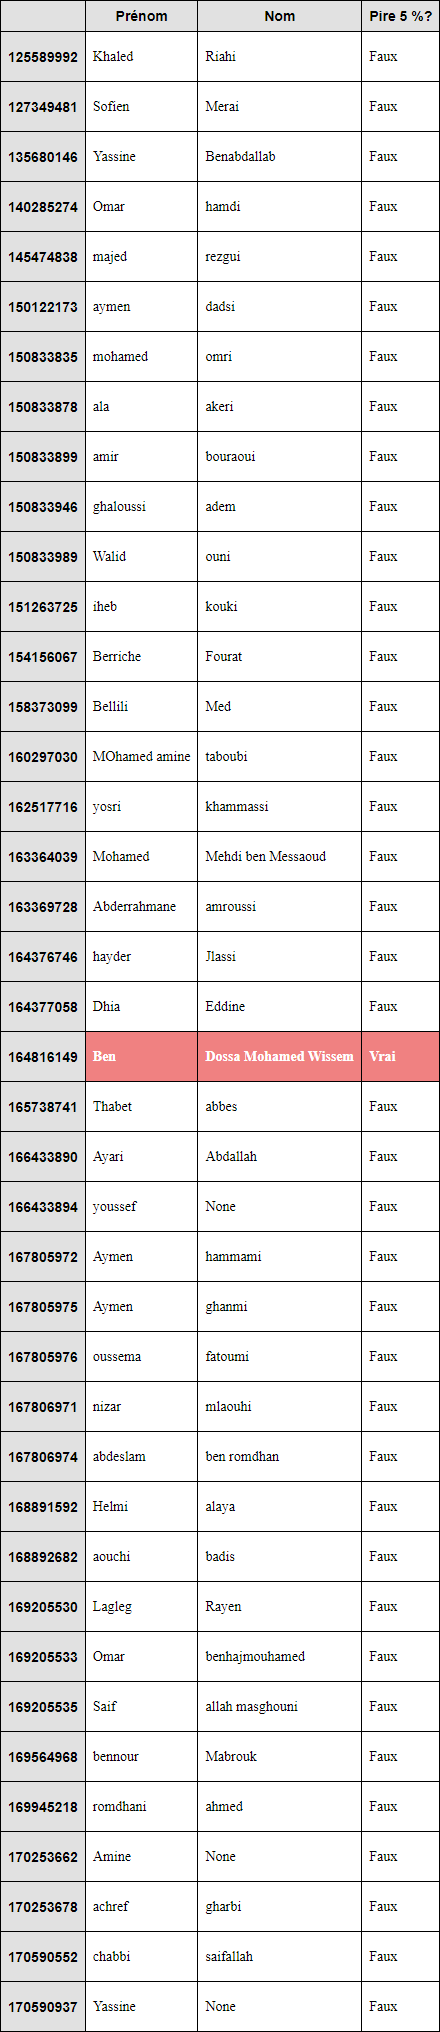 Prénom Nom Pire 5 %?
125589992 Khaled Riahi Faux
127349481 Sofien Merai Faux
135680146 Yassine Benabdallab Faux
140285274 Omar hamdi Faux
145474838 majed rezgui Faux
150122173 aymen dadsi Faux
150833835 mohamed omri Faux
150833878 ala akeri Faux
150833899 amir bouraoui Faux
150833946 ghaloussi adem Faux
150833989 Walid ouni Faux
151263725 iheb kouki Faux
154156067 Berriche Fourat Faux
158373099 Bellili Med Faux
160297030 MOhamed amine taboubi Faux
162517716 yosri khammassi Faux
163364039 Mohamed Mehdi ben Messaoud Faux
163369728 Abderrahmane amroussi Faux
164376746 hayder Jlassi Faux
164377058 Dhia Eddine Faux
164816149 Ben Dossa Mohamed Wissem Vrai
165738741 Thabet abbes Faux
166433890 Ayari Abdallah Faux
166433894 youssef None Faux
167805972 Aymen hammami Faux
167805975 Aymen ghanmi Faux
167805976 oussema fatoumi Faux
167806971 nizar mlaouhi Faux
167806974 abdeslam ben romdhan Faux
168891592 Helmi alaya Faux
168892682 aouchi badis Faux
169205530 Lagleg Rayen Faux
169205533 Omar benhajmouhamed Faux
169205535 Saif allah masghouni Faux
169564968 bennour Mabrouk Faux
169945218 romdhani ahmed Faux
170253662 Amine None Faux
170253678 achref gharbi Faux
170590552 chabbi saifallah Faux
170590937 Yassine None Faux